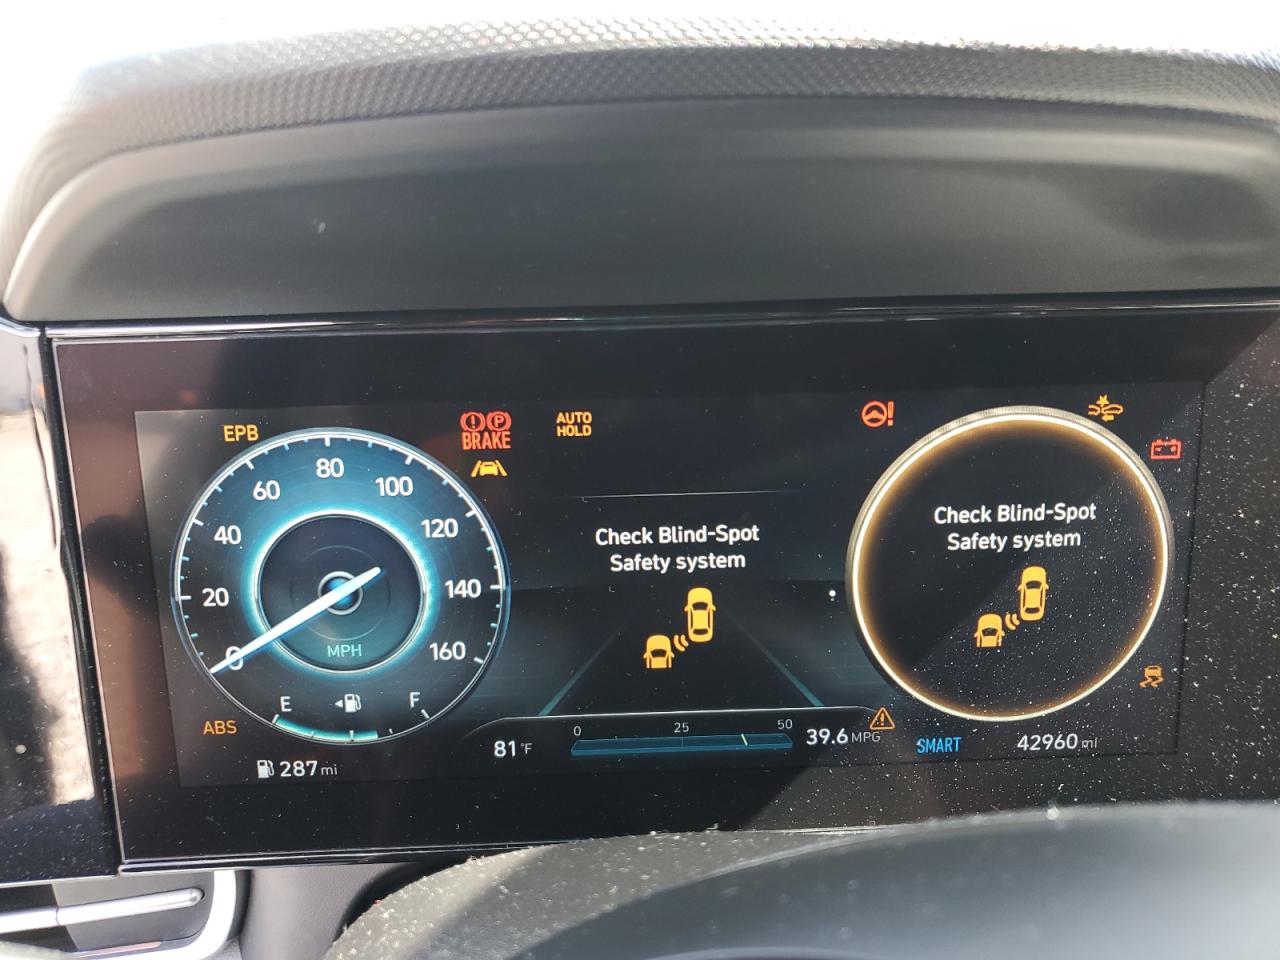 EPB
BRAKE
AUTO
HOLD
0
20
40
60
80
100
120
140
160
MPH
E
F
ABS
287 mi
Check Blind-Spot
Safety system
81 °F
0
25
50
39.6 MPG
Check Blind-Spot
Safety system
SMART
42960 mi